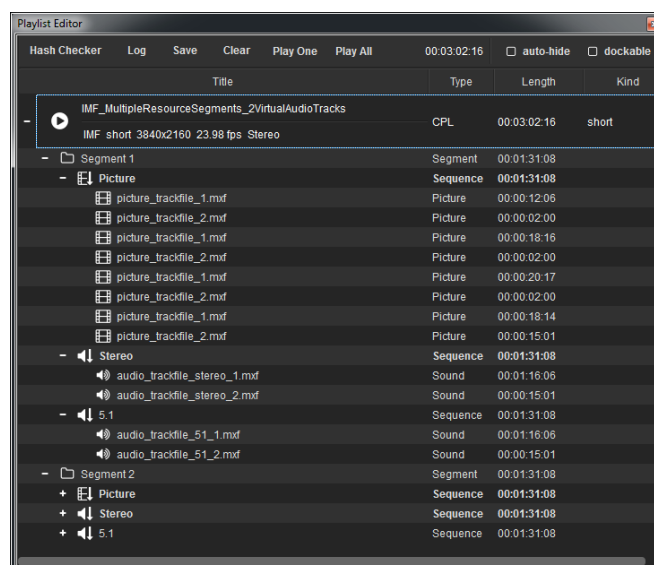 Playlist Editor
Hash Checker Log Save Clear Play One Play All 00:03:02:16 auto-hide dockable
Title Type Length Kind
IMF_MultipleResourceSegments_2VirtualAudioTracks
IMF short 3840x2160 23.98 fps Stereo
CPL 00:03:02:16 short
Segment 1 Segment 00:01:31:08
Picture Sequence 00:01:31:08
picture_trackfile_1.mxf Picture 00:00:12:06
picture_trackfile_2.mxf Picture 00:00:02:00
picture_trackfile_1.mxf Picture 00:00:18:16
picture_trackfile_2.mxf Picture 00:00:02:00
picture_trackfile_1.mxf Picture 00:00:20:17
picture_trackfile_2.mxf Picture 00:00:02:00
picture_trackfile_1.mxf Picture 00:00:18:14
picture_trackfile_2.mxf Picture 00:00:15:01
Stereo Sequence 00:01:31:08
audio_trackfile_stereo_1.mxf Sound 00:01:16:06
audio_trackfile_stereo_2.mxf Sound 00:00:15:01
5.1 Sequence 00:01:31:08
audio_trackfile_51_1.mxf Sound 00:01:16:06
audio_trackfile_51_2.mxf Sound 00:00:15:01
Segment 2 Segment 00:01:31:08
Picture Sequence 00:01:31:08
Stereo Sequence 00:01:31:08
5.1 Sequence 00:01:31:08